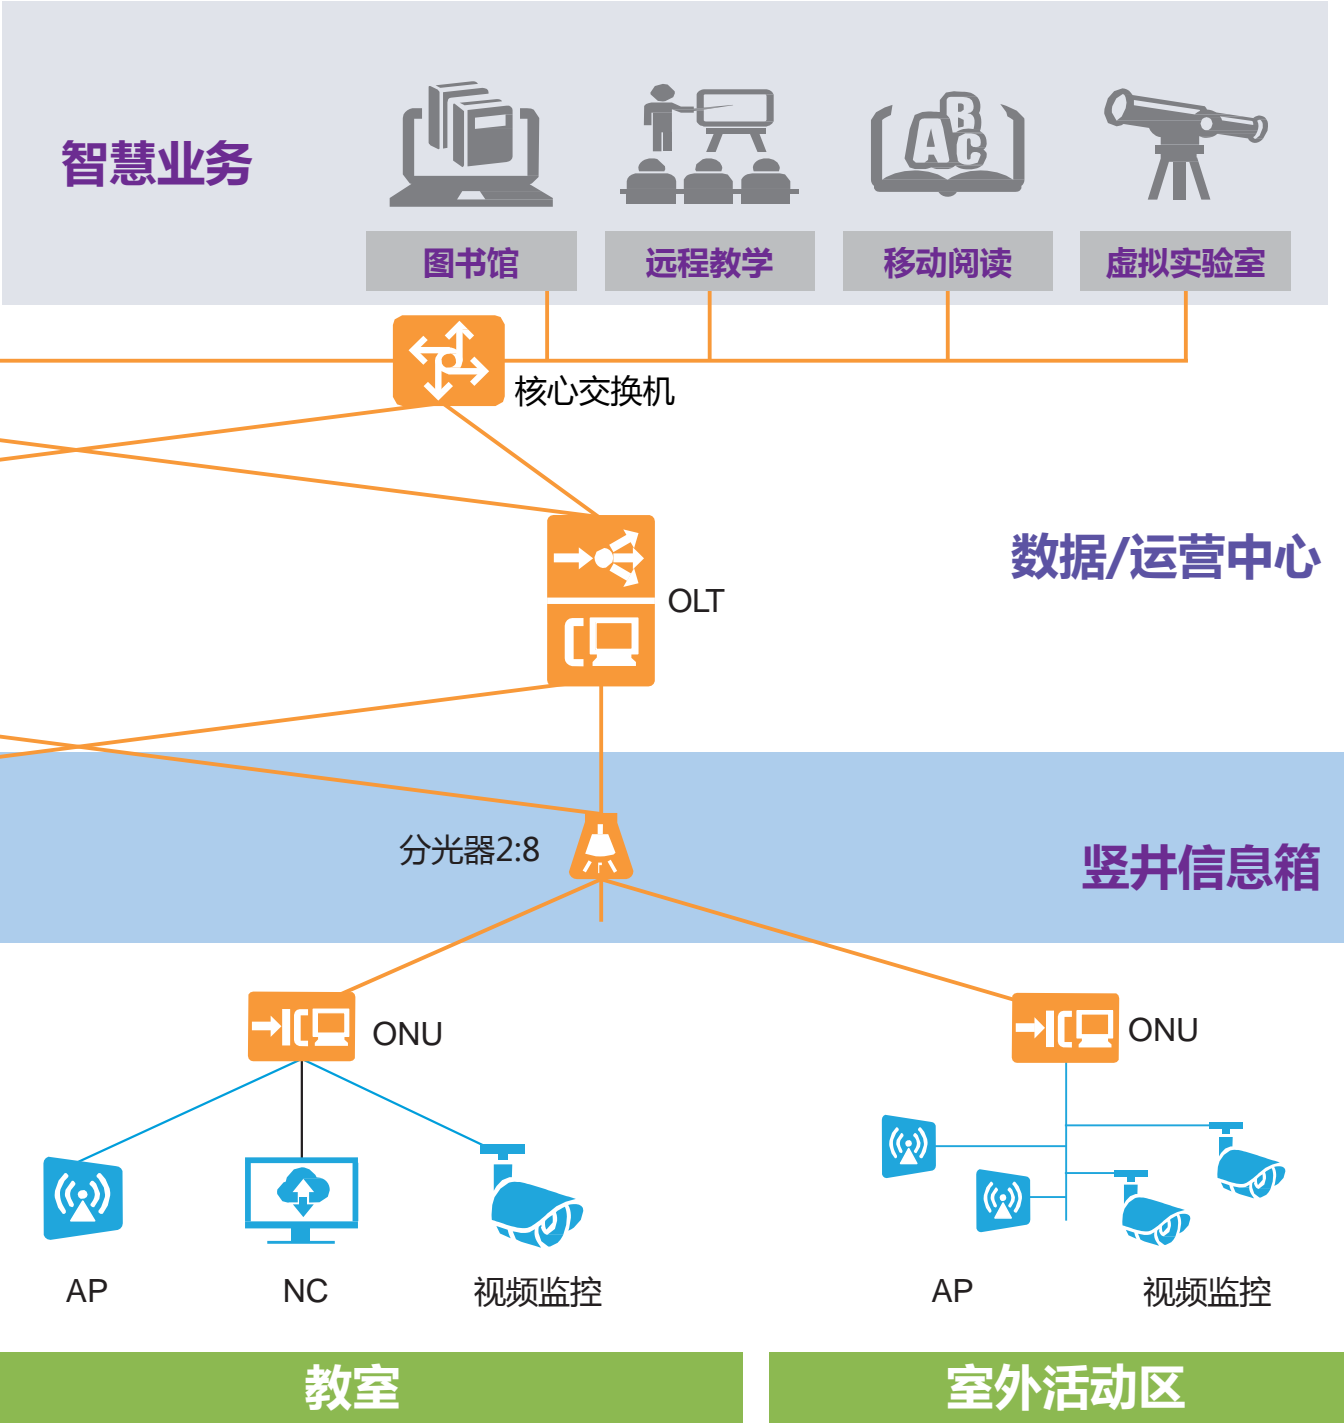 智慧业务
图书馆
远程教学
移动阅读
虚拟实验室
核心交换机
数据/运营中心
OLT
分光器2:8
竖井信息箱
ONU
ONU
AP
NC
视频监控
AP
视频监控
教室
室外活动区